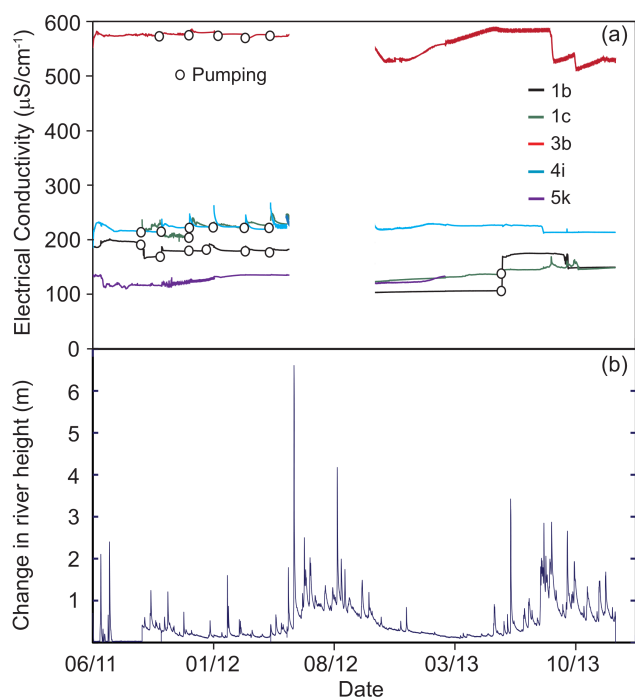 (a)
Electrical Conductivity (µS/cm⁻¹)
600
500
400
300
200
100
0
Pumping
1b
1c
3b
4i
5k
(b)
Change in river height (m)
6
5
4
3
2
1
06/11 01/12 08/12 03/13 10/13
Date